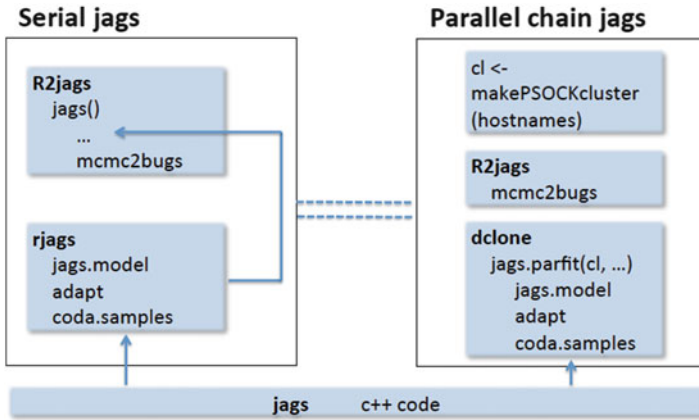 Serial jags
R2jags
jags()
...
mcmc2bugs
rjags
jags.model
adapt
coda.samples
Parallel chain jags
cl <-
makePSOCKcluster
(hostnames)
R2jags
mcmc2bugs
dclone
jags.parfit(cl, ...)
jags.model
adapt
coda.samples
jags c++ code